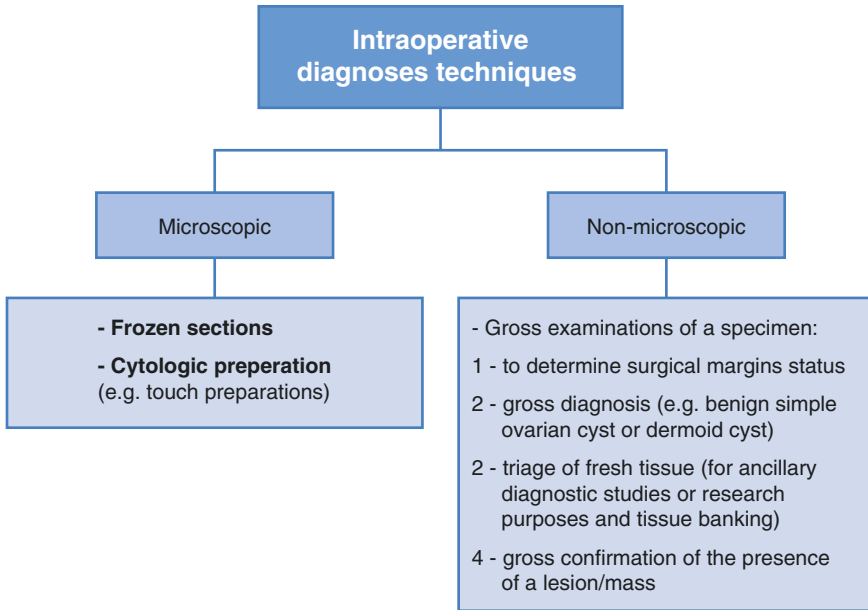 Intraoperative
diagnoses techniques
Microscopic
Non-microscopic
- Frozen sections
- Cytologic preperation
(e.g. touch preparations)
- Gross examinations of a specimen:
1 - to determine surgical margins status
2 - gross diagnosis (e.g. benign simple
ovarian cyst or dermoid cyst)
2 - triage of fresh tissue (for ancillary
diagnostic studies or research
purposes and tissue banking)
4 - gross confirmation of the presence
of a lesion/mass